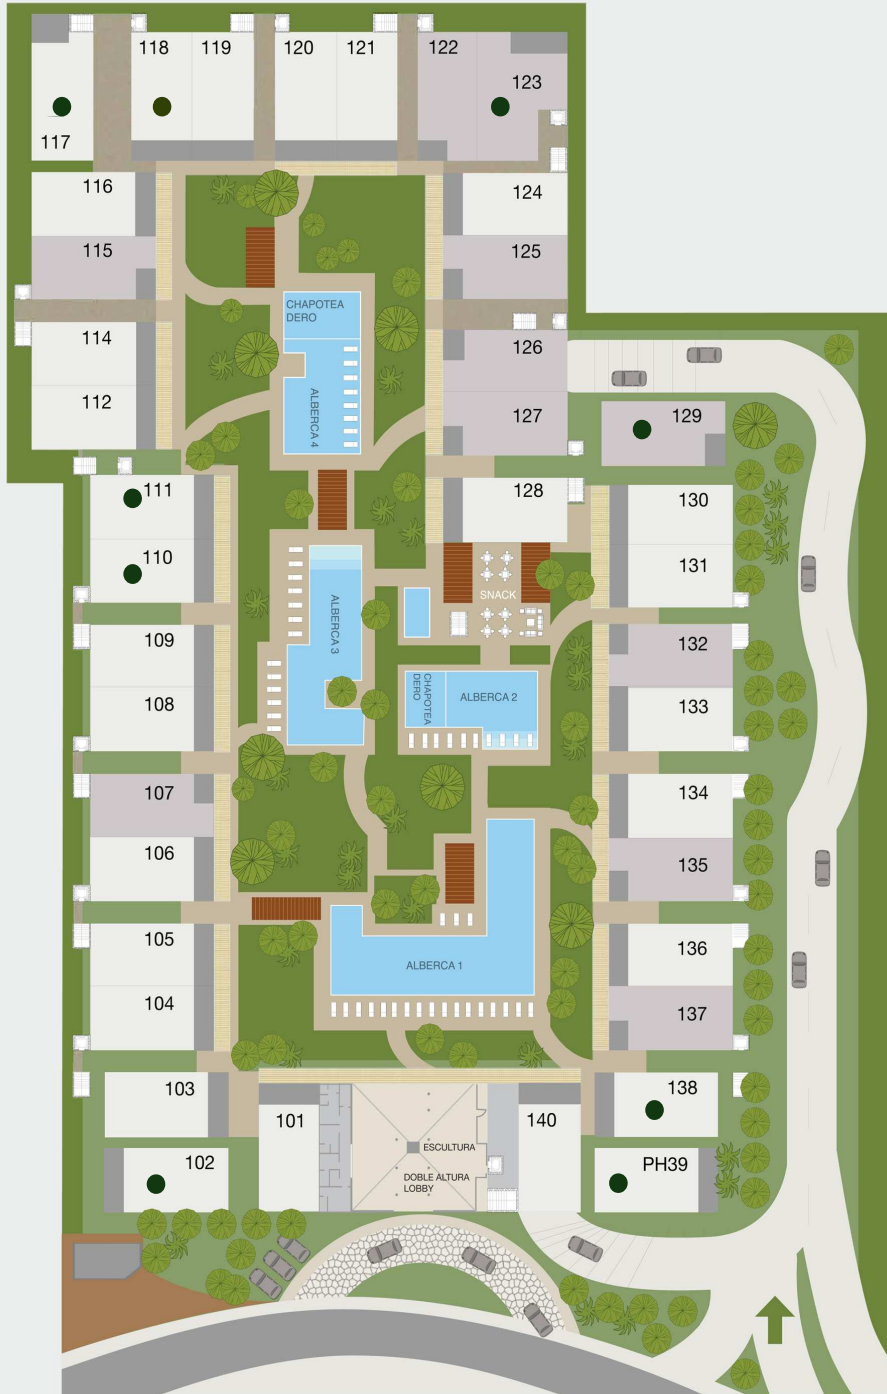 118
119
120
121
122
123
117
116
124
115
125
CHAPOTEA
DERO
114
126
ALBERCA 4
112
127
129
111
128
130
110
131
SNACK
ALBERCA 3
109
132
108
CHAPOTEA
DERO
ALBERCA 2
133
107
134
106
135
105
136
ALBERCA 1
104
137
103
138
101
140
ESCULTURA
102
DOBLE ALTURA
LOBBY
PH39